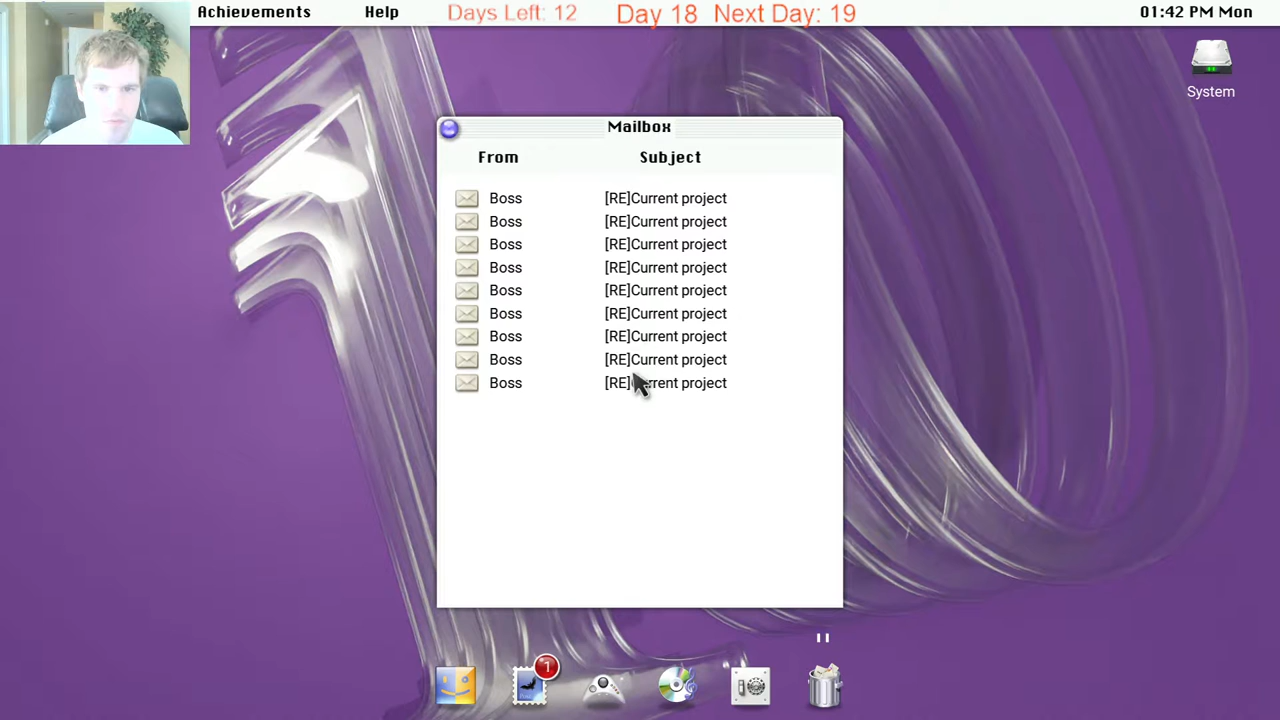 Achievements Help Days Left: 12 Day 18 Next Day: 19 01:42 PM Mon
System
Mailbox
From Subject
Boss [RE]Current project
Boss [RE]Current project
Boss [RE]Current project
Boss [RE]Current project
Boss [RE]Current project
Boss [RE]Current project
Boss [RE]Current project
Boss [RE]Current project
Boss [RE]Current project
1